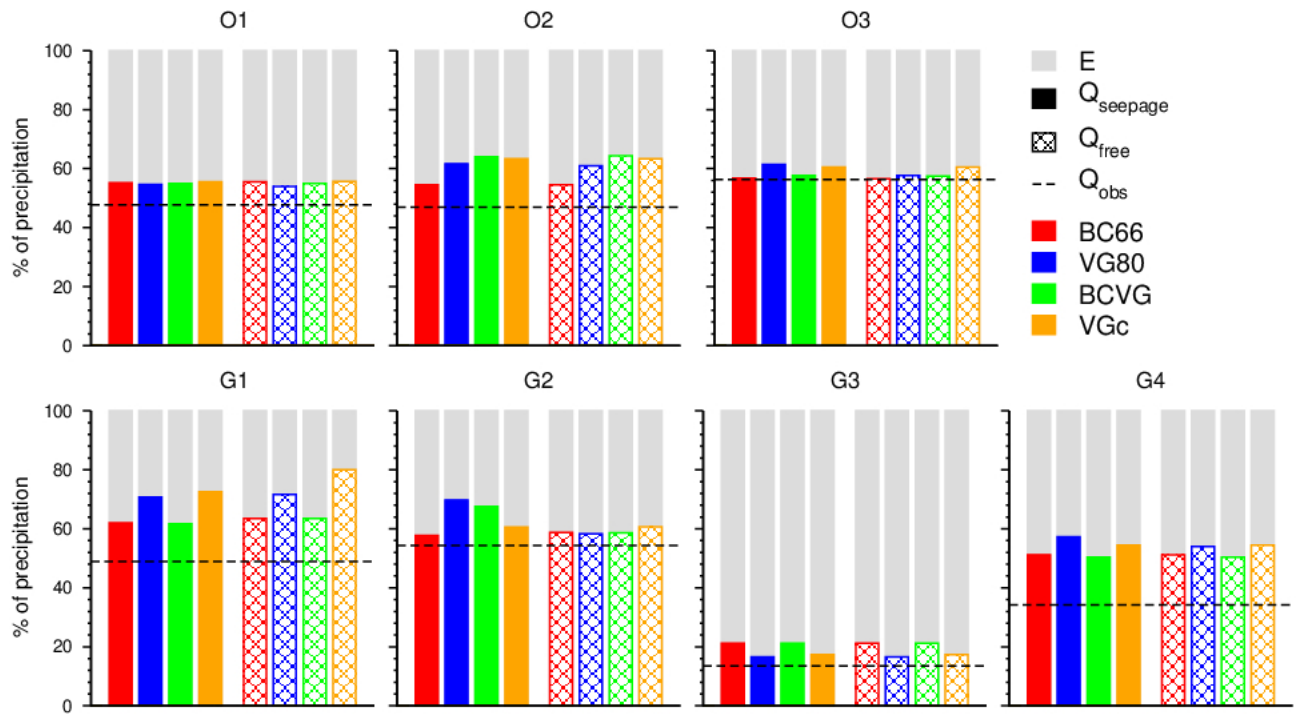 O1
O2
O3
% of precipitation
100
80
60
40
20
0
E
Qseepage
Qfree
Qobs
BC66
VG80
BCVG
VGc
G1
G2
G3
G4
% of precipitation
100
80
60
40
20
0